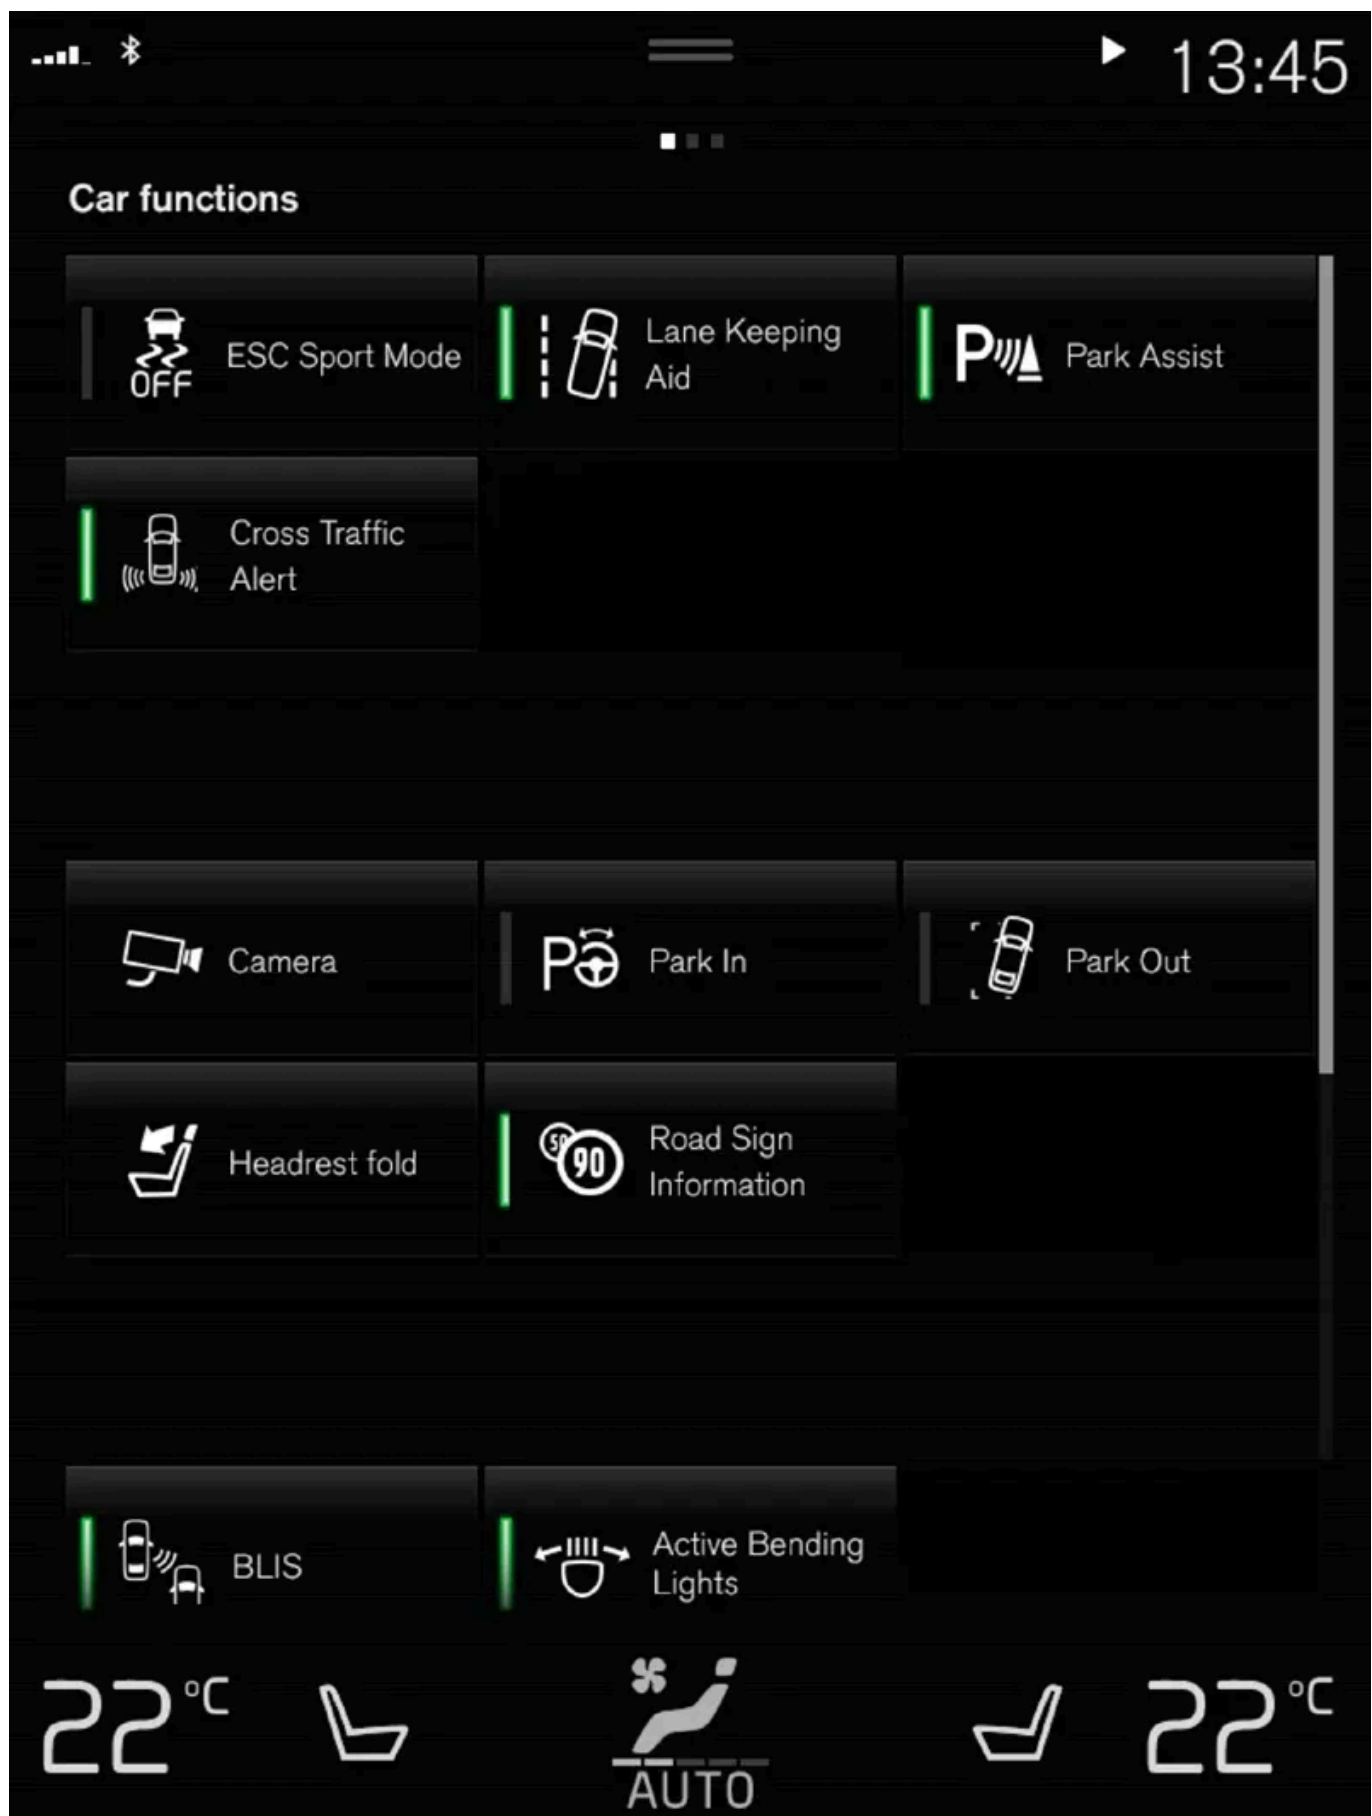 13:45
Car functions
OFF
ESC Sport Mode
Lane Keeping
Aid
P
Park Assist
Cross Traffic
Alert
Camera
P
Park In
Park Out
Headrest fold
50
90
Road Sign
Information
BLIS
Active Bending
Lights
22°C
AUTO
22°C